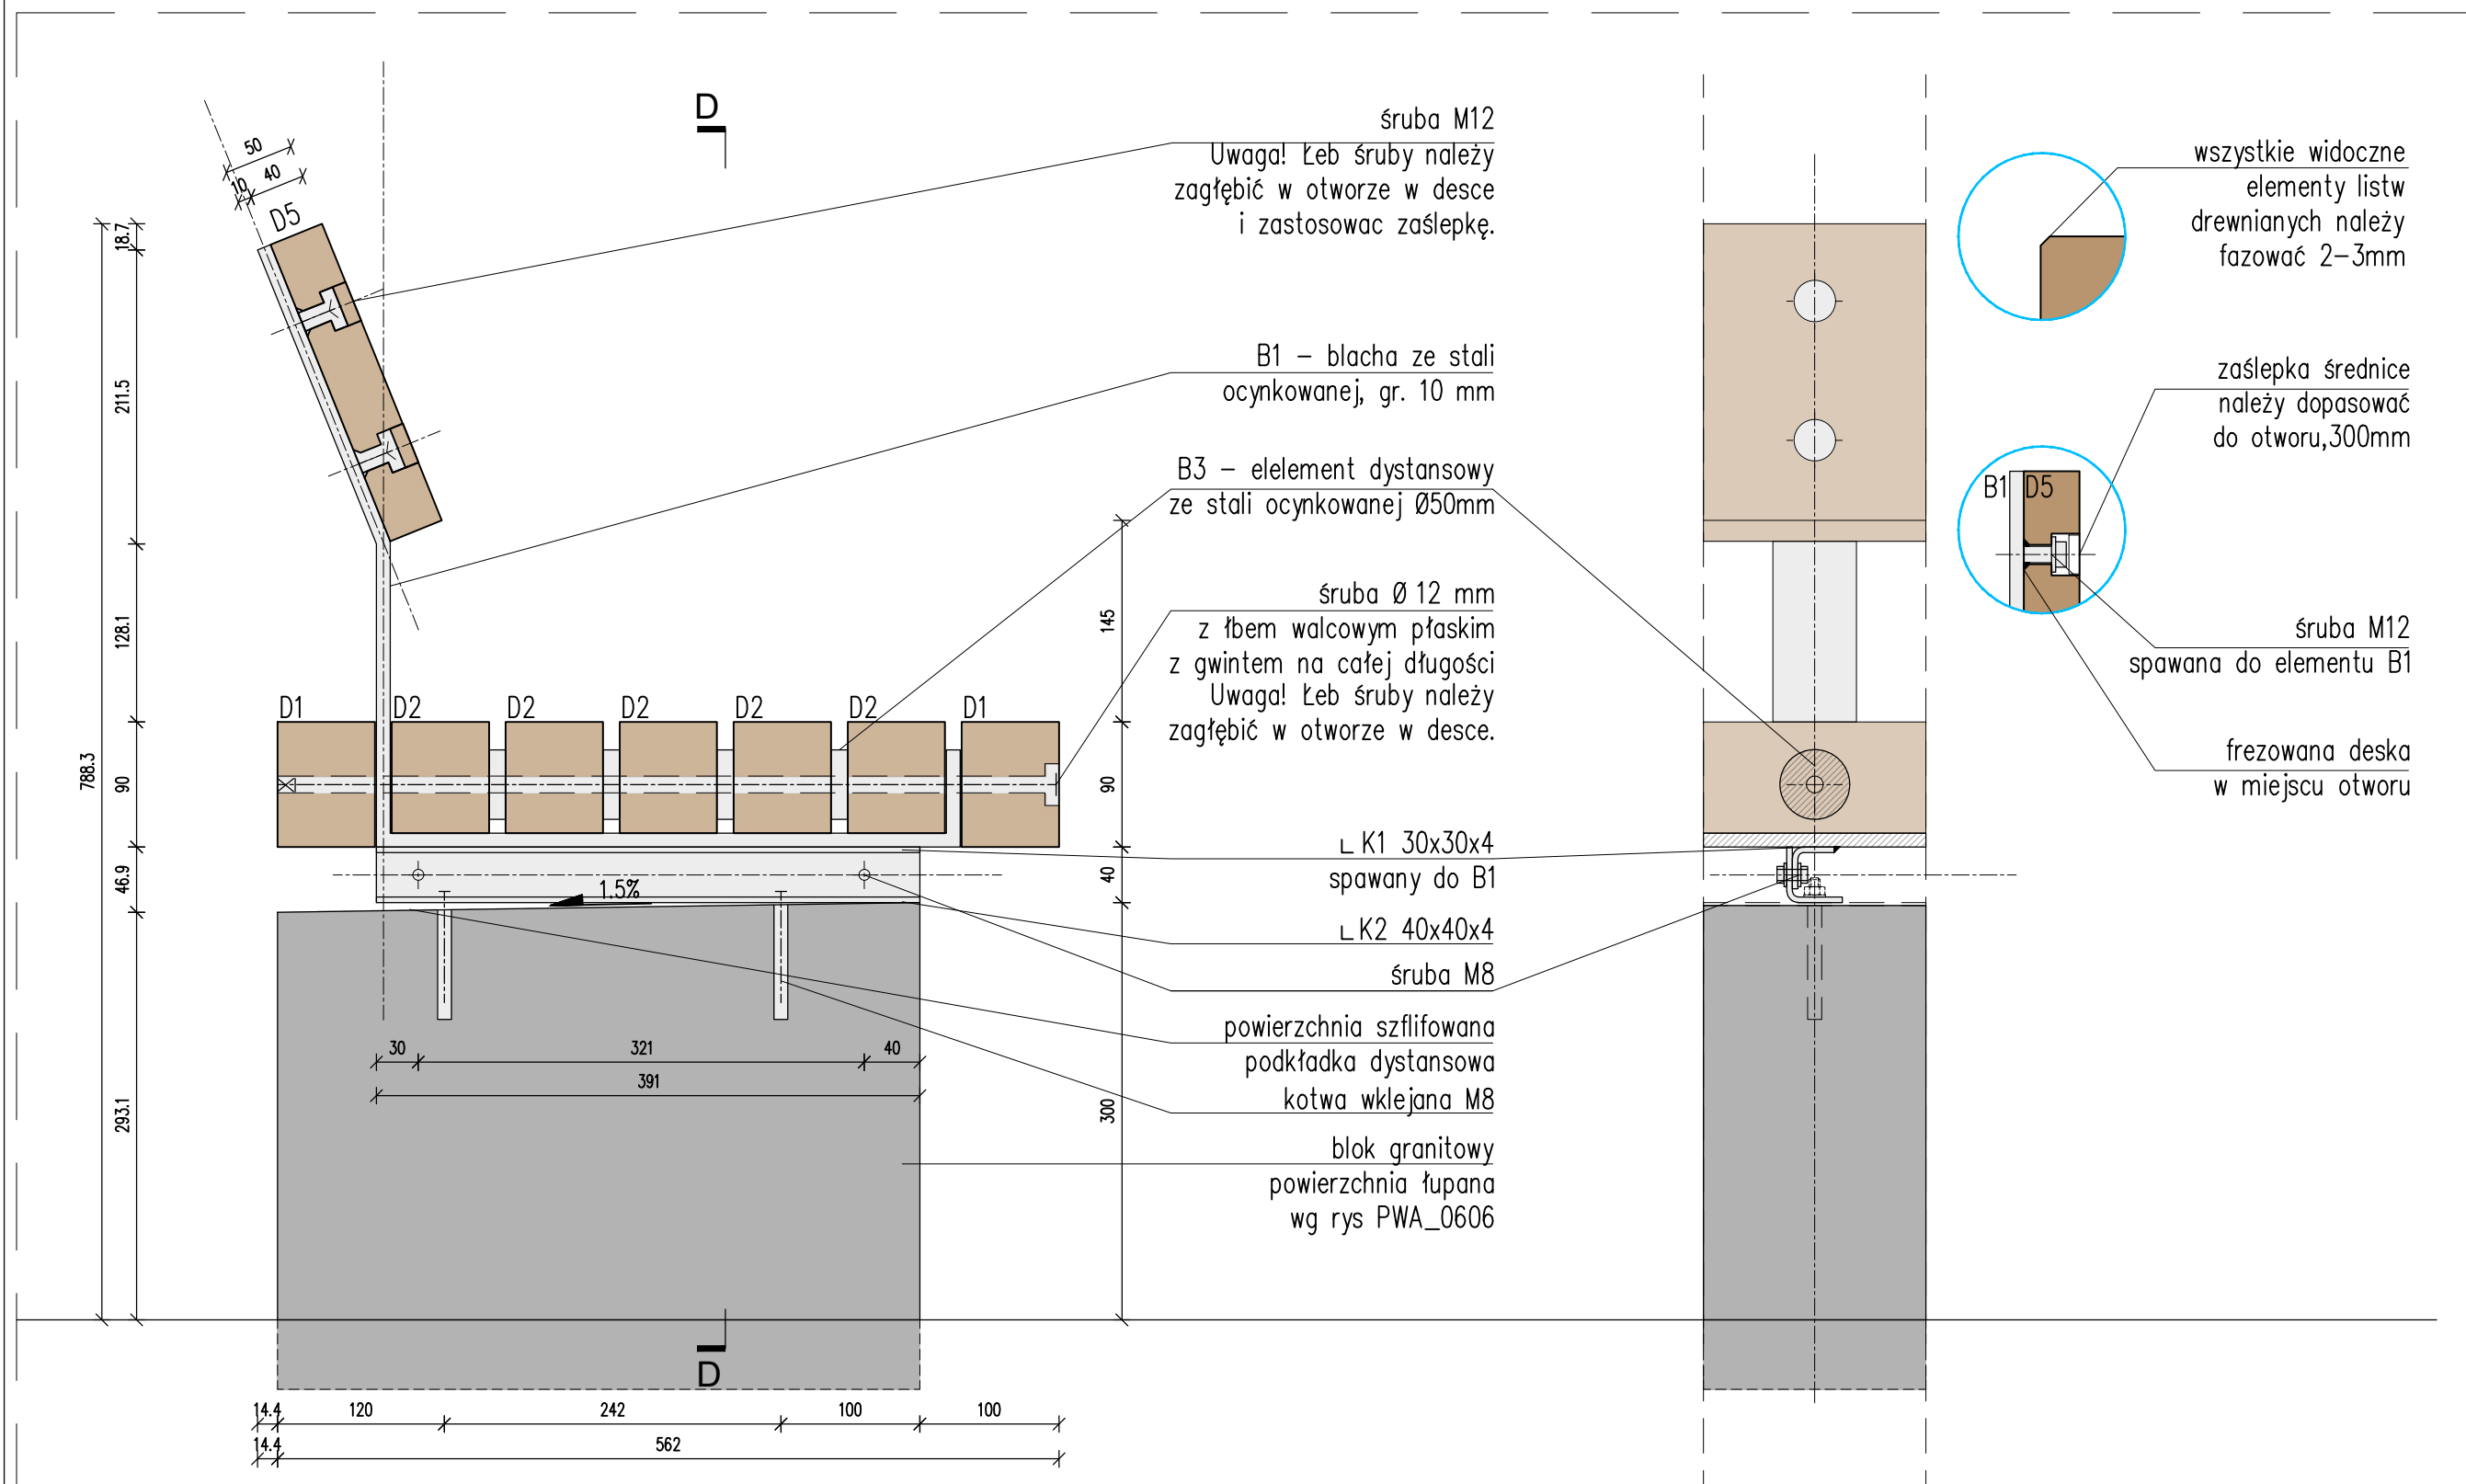 D
śruba M12
Uwaga! Łeb śruby należy
zagłębić w otworze w desce
i zastosowac zaślepkę.
B1 – blacha ze stali
ocynkowanej, gr. 10 mm
B3 – elelement dystansowy
ze stali ocynkowanej Ø50mm
śruba Ø 12 mm
z łbem walcowym płaskim
z gwintem na całej długości
Uwaga! Łeb śruby należy
zagłębić w otworze w desce.
K1 30x30x4
spawany do B1
K2 40x40x4
śruba M8
powierzchnia szflifowana
podkładka dystansowa
kotwa wklejana M8
blok granitowy
powierzchnia łupana
wg rys PWA_0606
wszystkie widoczne
elementy listw
drewnianych należy
fazować 2–3mm
zaślepka średnice
należy dopasować
do otworu,300mm
B1 D5
śruba M12
spawana do elementu B1
frezowana deska
w miejscu otworu
50
10 40
D5
18.7
211.5
128.1
90
46.9
293.1
788.3
D1 D2 D2 D2 D2 D2 D1
1.5%
145
90
40
300
30 321 40
391
D
14.4 120 242 100 100
14.4 562